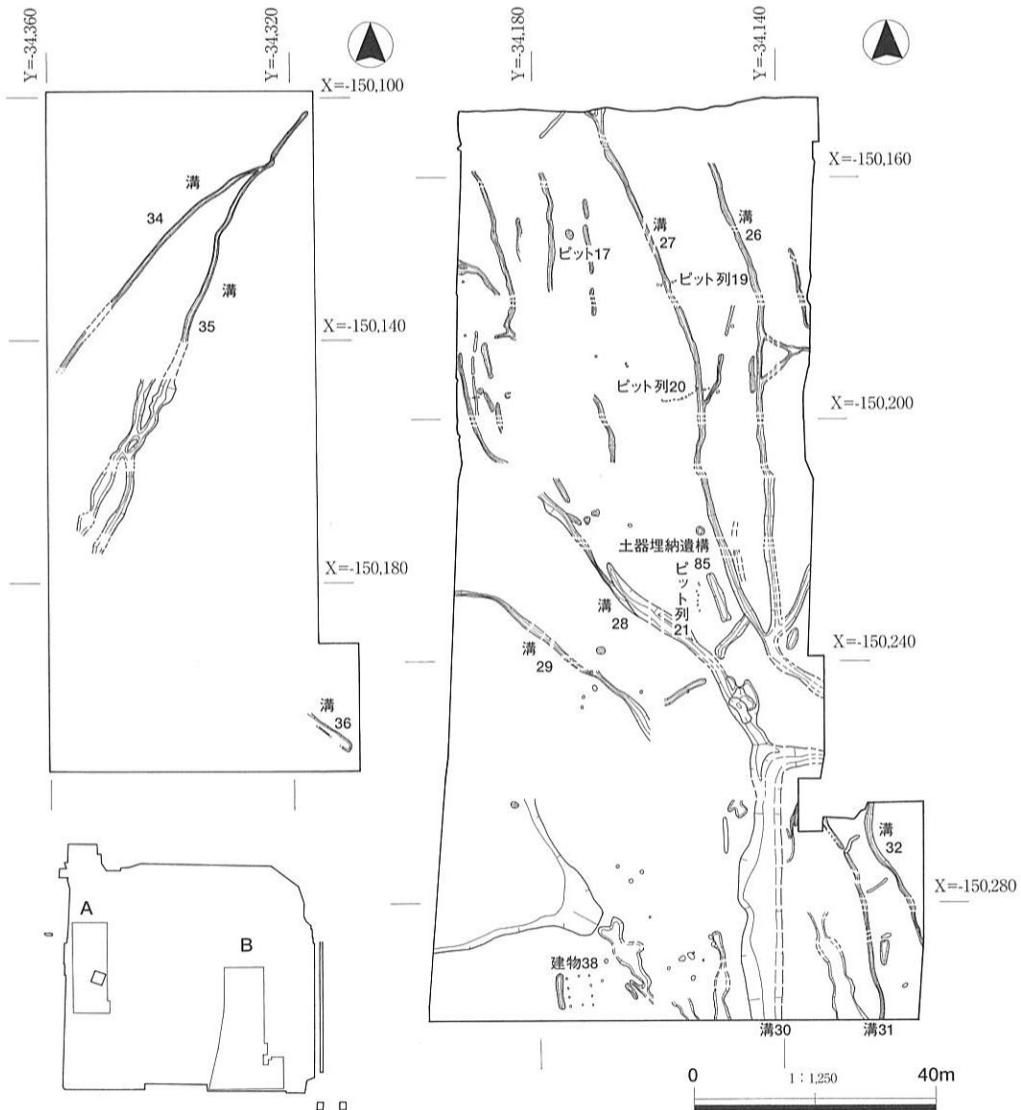 Y=-34,360
Y=-34,320
X=-150,100
溝
34
溝
35
X=-150,140
X=-150,180
溝
36
A
B
Y=-34,180
Y=-34,140
X=-150,160
溝
27
溝
26
ピット17
ピット列19
ピット列20
X=-150,200
土器埋納遺構
85
ピット列
21
溝
28
溝
29
X=-150,240
溝
32
X=-150,280
建物38
溝30
溝31
0
1:1,250
40m